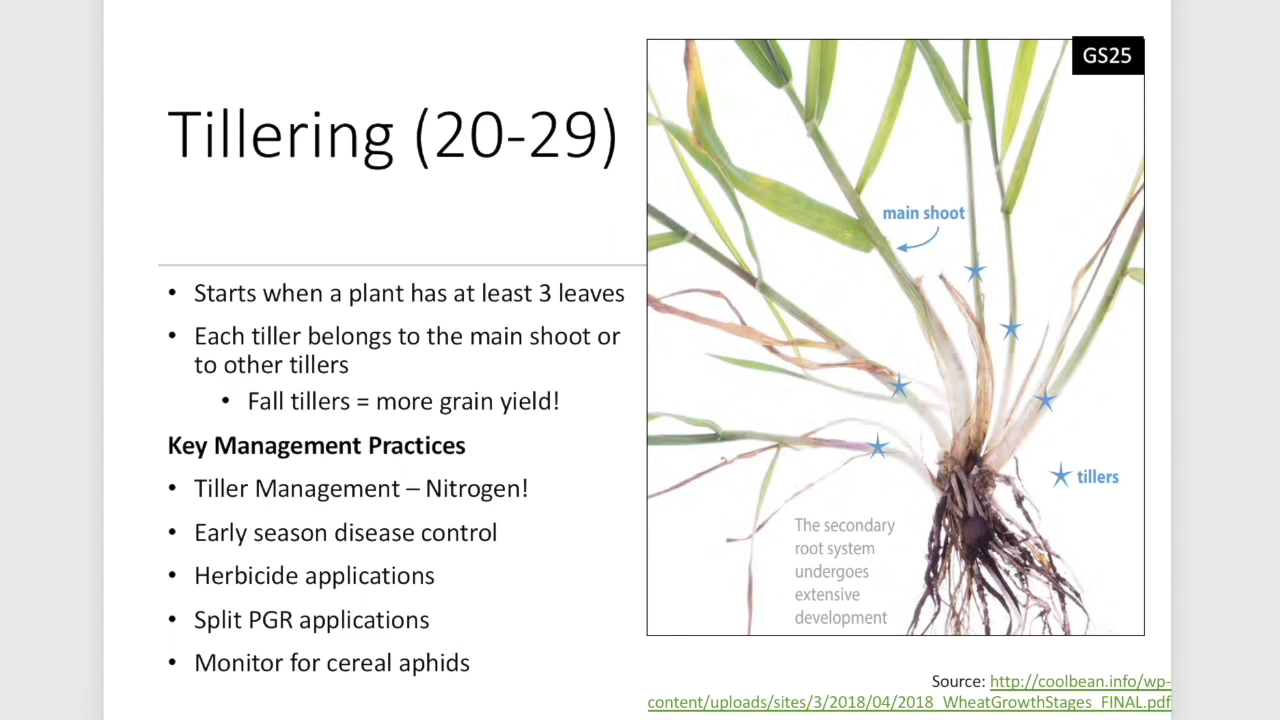 Tillering (20-29)
• Starts when a plant has at least 3 leaves
• Each tiller belongs to the main shoot or
to other tillers
• Fall tillers = more grain yield!
Key Management Practices
• Tiller Management – Nitrogen!
• Early season disease control
• Herbicide applications
• Split PGR applications
• Monitor for cereal aphids
GS25
main shoot
tillers
The secondary
root system
undergoes
extensive
development
Source: http://coolbean.info/wp-
content/uploads/sites/3/2018/04/2018_WheatGrowthStages_FINAL.pdf